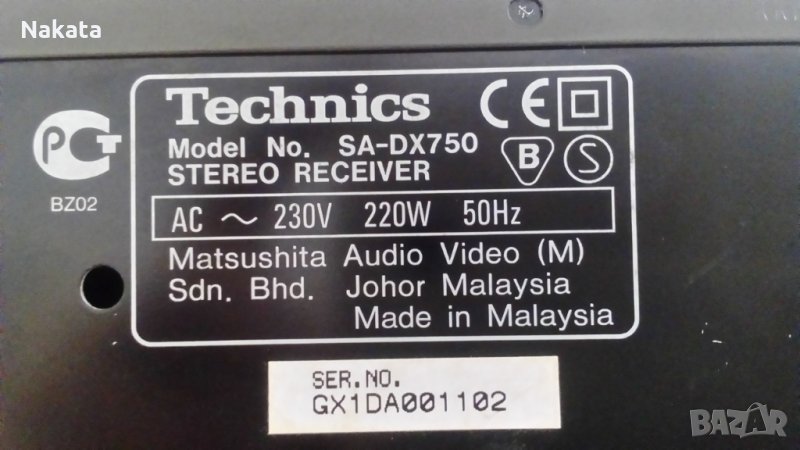 Nakata
Technics CE
Model No. SA-DX750 B S
STEREO RECEIVER
PCT
BZ02
AC ~ 230V 220W 50Hz
Matsushita Audio Video (M)
Sdn. Bhd. Johor Malaysia
Made in Malaysia
SER.NO.
GX1DA001102
BAZAR